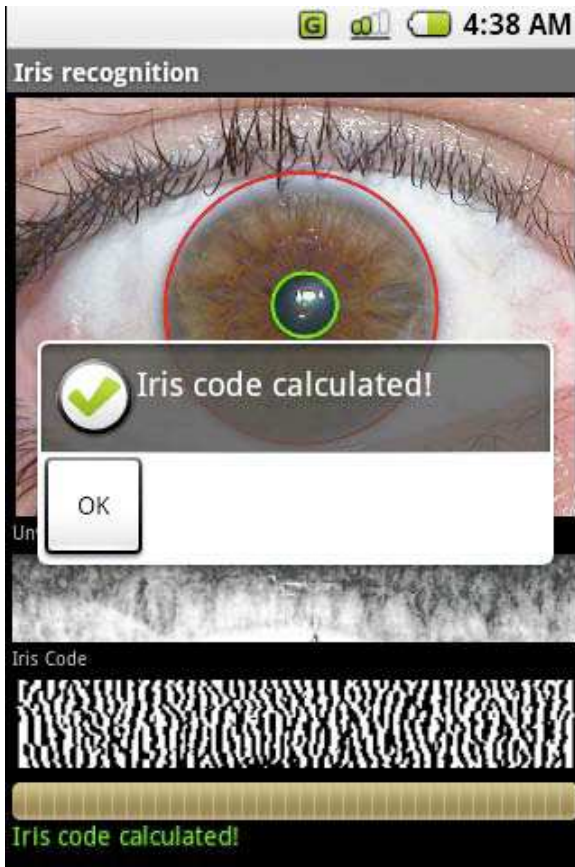 G 4:38 AM
Iris recognition
Iris code calculated!
OK
Iris Code
Iris code calculated!